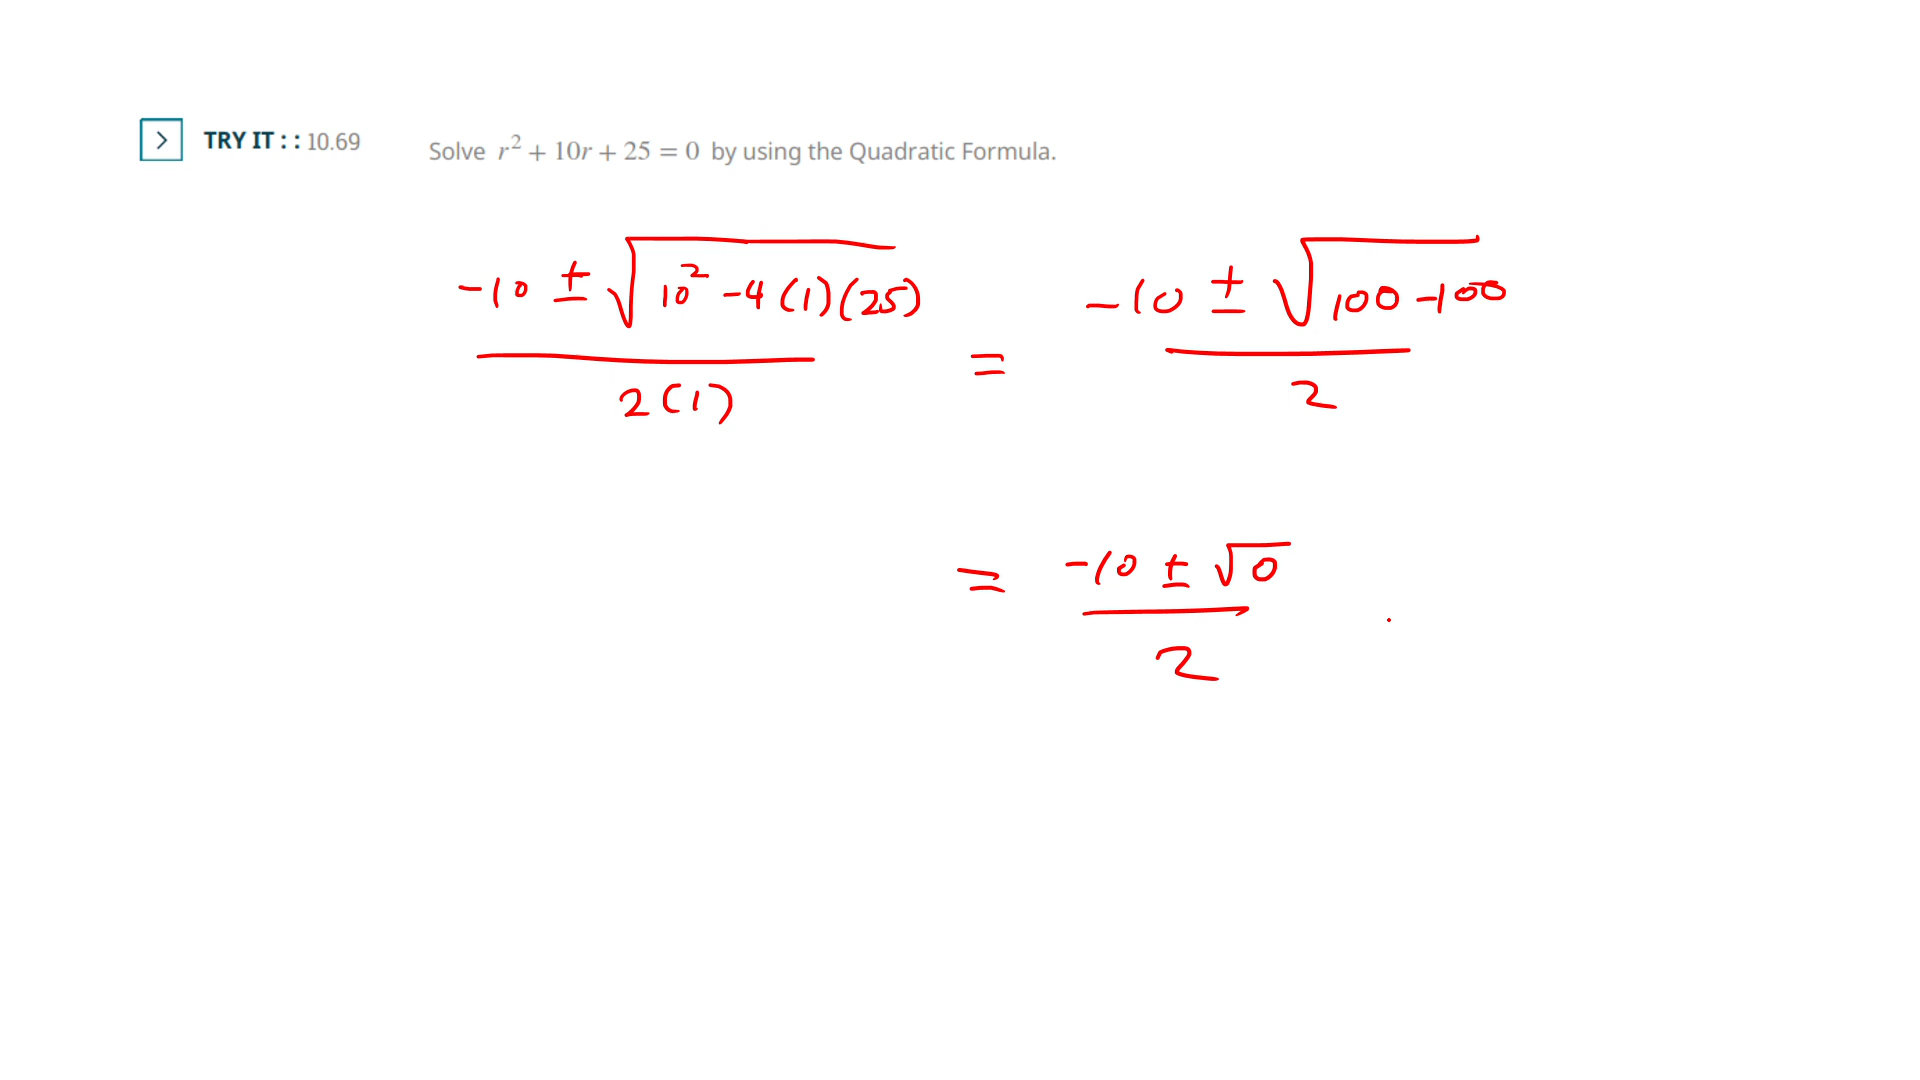 > TRY IT : : 10.69 Solve r² + 10r + 25 = 0 by using the Quadratic Formula.
-10 ± √(10² -4(1)(25)) / 2(1) = -10 ± √(100 -100) / 2
= -10 ± √0 / 2